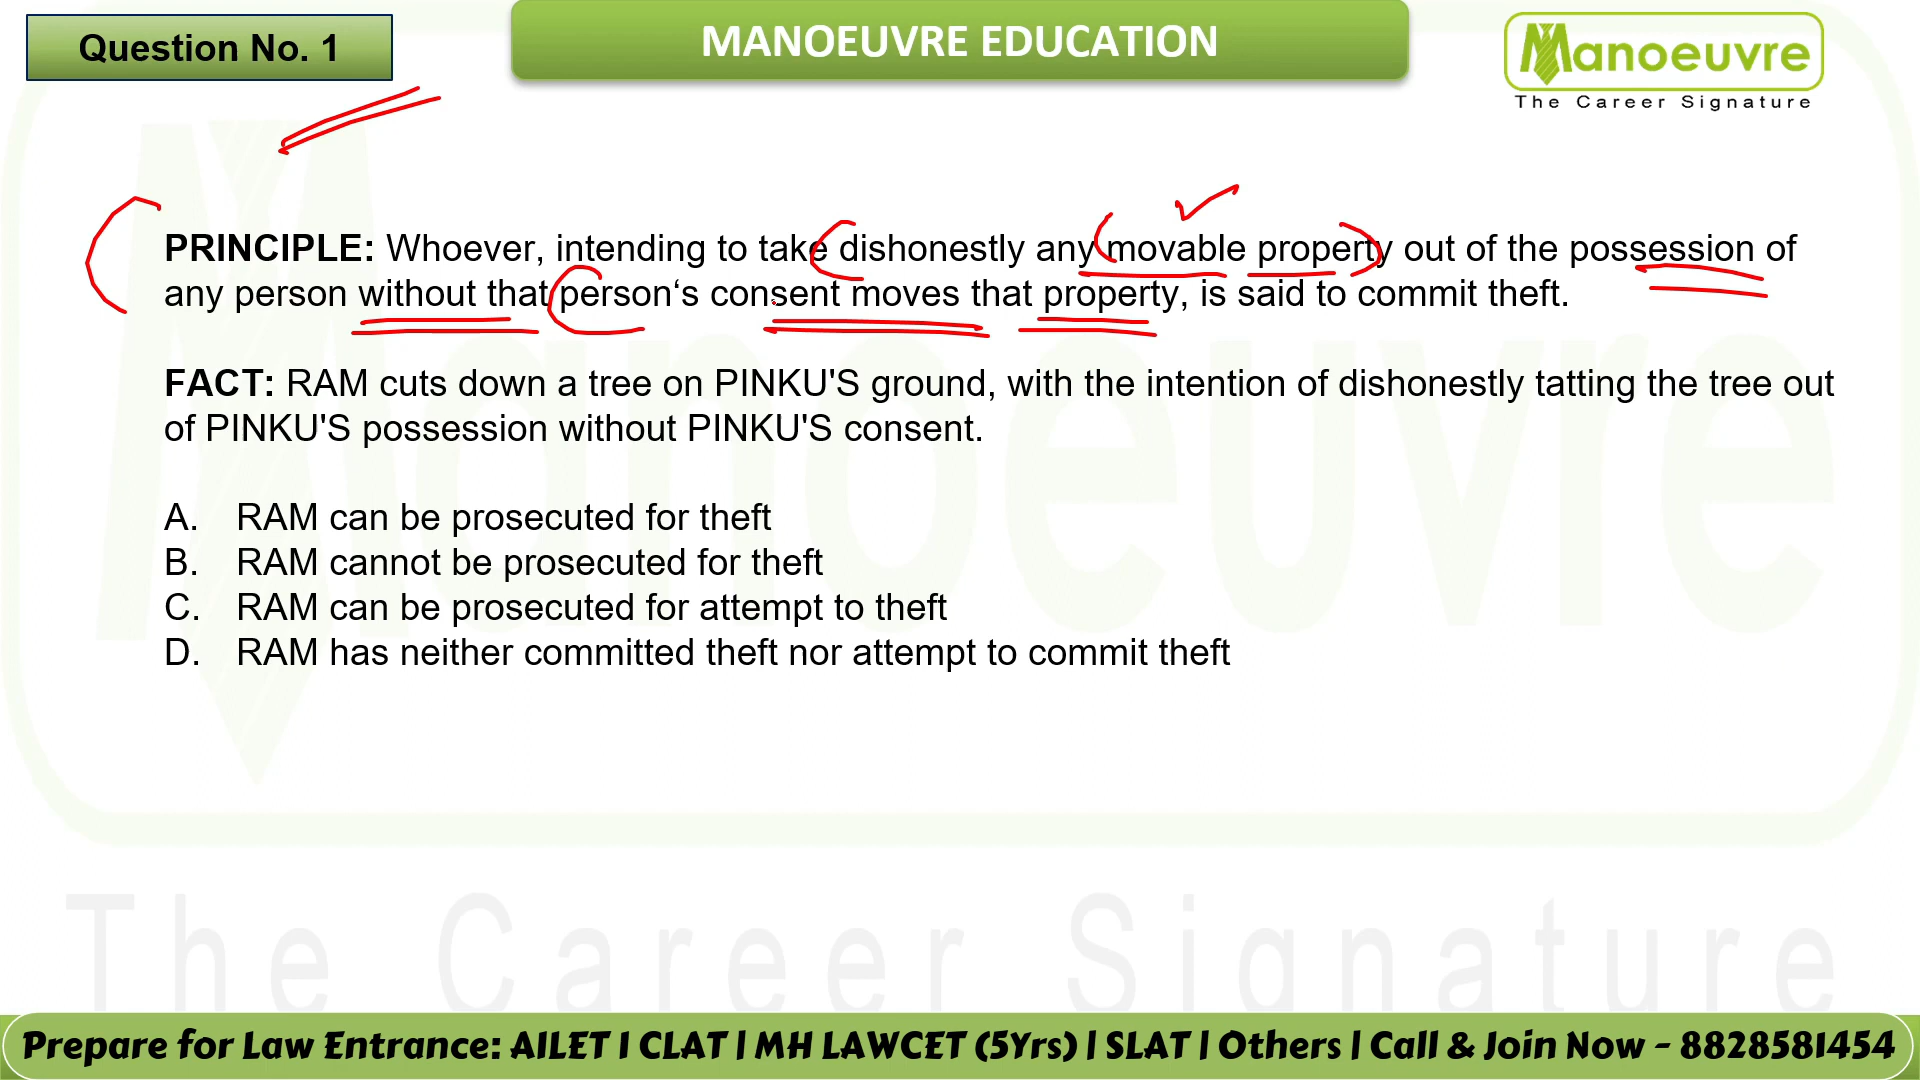 Question No. 1
MANOEUVRE EDUCATION
Manoeuvre
The Career Signature
PRINCIPLE: Whoever, intending to take dishonestly any movable property out of the possession of
any person without that person‘s consent moves that property, is said to commit theft.
FACT: RAM cuts down a tree on PINKU'S ground, with the intention of dishonestly tatting the tree out
of PINKU'S possession without PINKU'S consent.
A. RAM can be prosecuted for theft
B. RAM cannot be prosecuted for theft
C. RAM can be prosecuted for attempt to theft
D. RAM has neither committed theft nor attempt to commit theft
Manoeuvre
The Career Signature
Prepare for Law Entrance: AILET I CLAT | MH LAWCET (5Yrs) | SLAT | Others | Call & Join Now - 8828581454